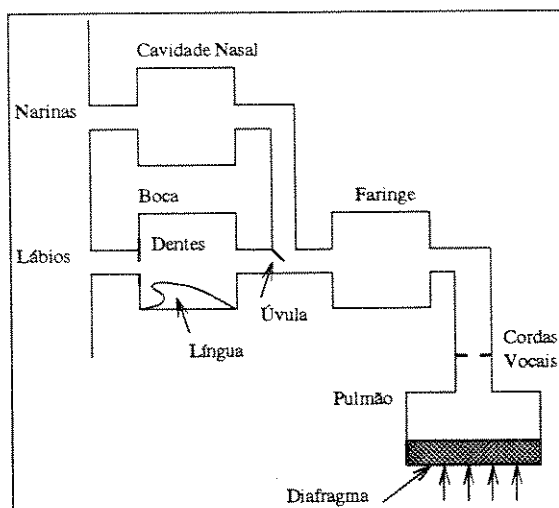 Cavidade Nasal
Narinas
Boca
Faringe
Lábios
Dentes
Úvula
Língua
Cordas
Vocais
Pulmão
Diafragma